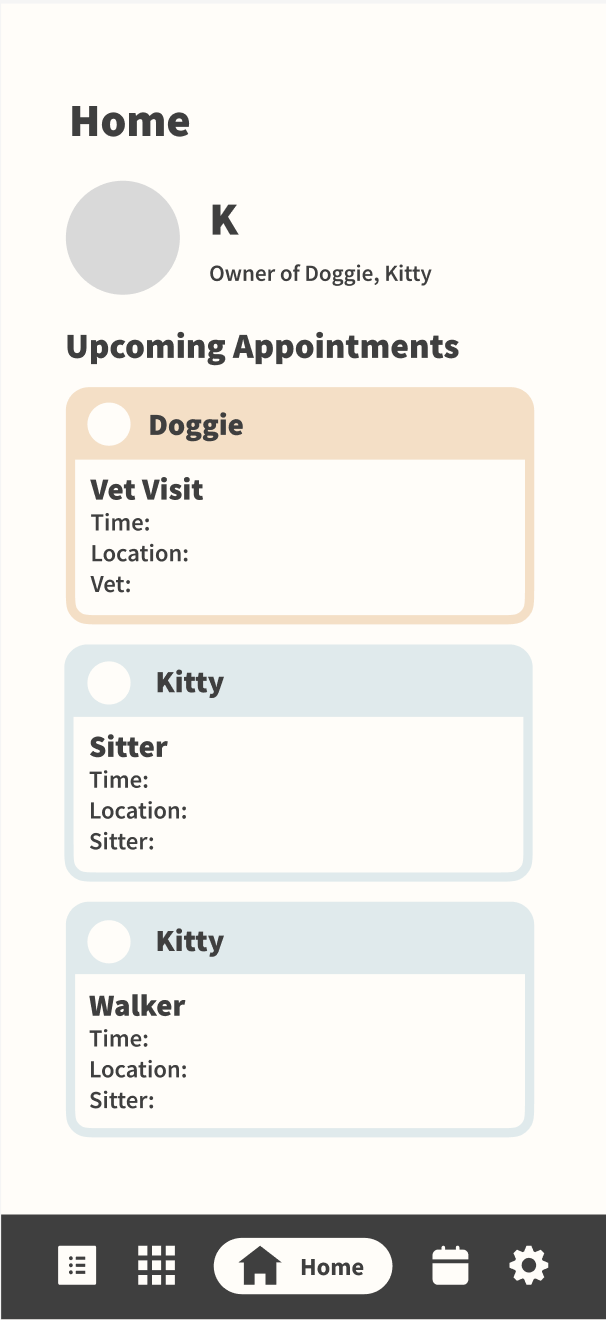 Home
K
Owner of Doggie, Kitty
Upcoming Appointments
Doggie
Vet Visit
Time:
Location:
Vet:
Kitty
Sitter
Time:
Location:
Sitter:
Kitty
Walker
Time:
Location:
Sitter:
Home